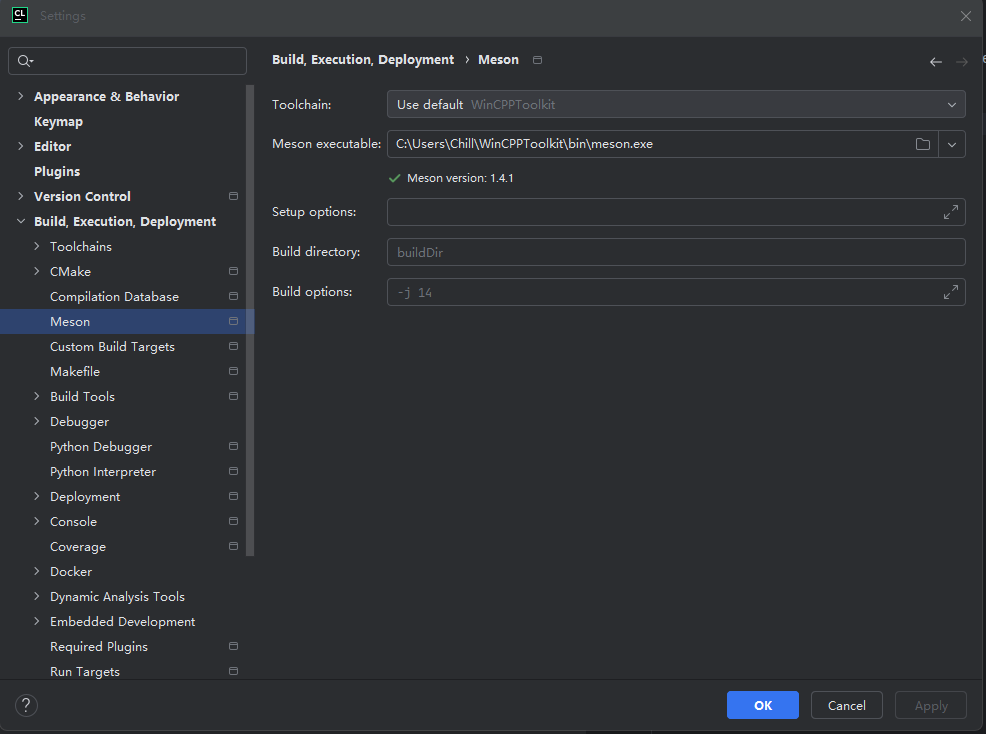 CL
Settings
Build, Execution, Deployment › Meson
Appearance & Behavior
Keymap
Editor
Plugins
Version Control
Build, Execution, Deployment
Toolchains
CMake
Compilation Database
Meson
Custom Build Targets
Makefile
Build Tools
Debugger
Python Debugger
Python Interpreter
Deployment
Console
Coverage
Docker
Dynamic Analysis Tools
Embedded Development
Required Plugins
Run Targets
Toolchain: Use default WinCPPToolkit
Meson executable: C:\Users\Chill\WinCPPToolkit\bin\meson.exe
Meson version: 1.4.1
Setup options:
Build directory: buildDir
Build options: -j 14
?
OK Cancel Apply